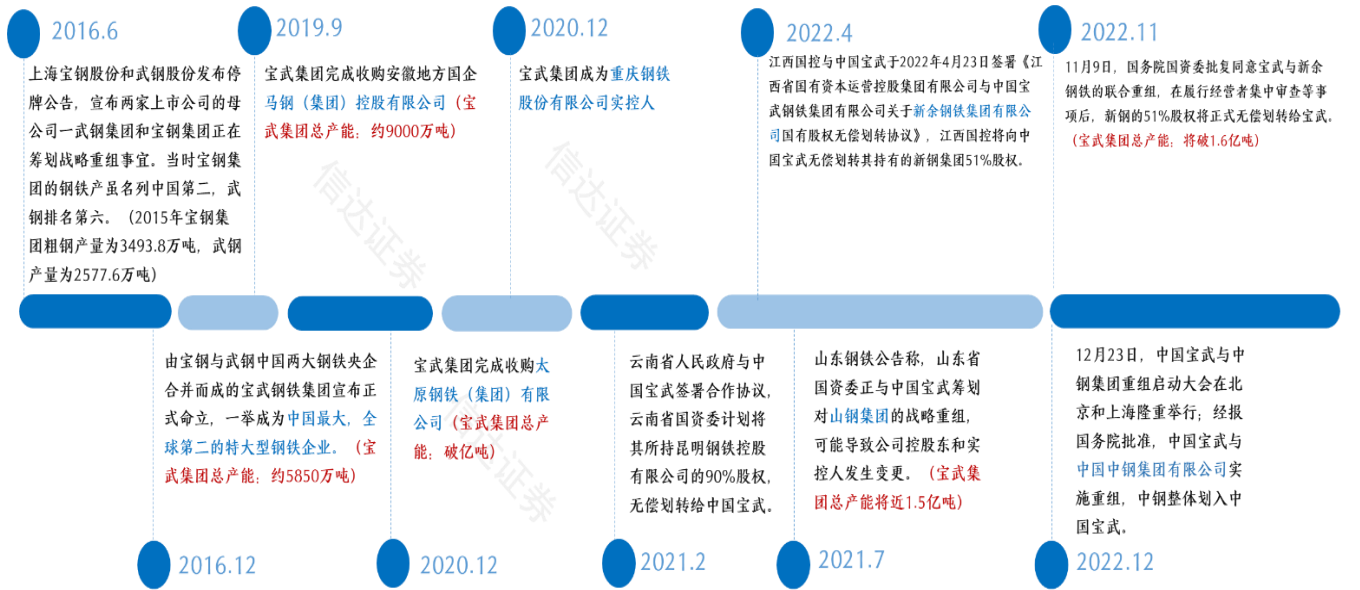 2016.6
上海宝钢股份和武钢股份发布停
牌公告，宣布两家上市公司的母
公司—武钢集团和宝钢集团正在
筹划战略重组事宜。当时宝钢集
团的钢铁产虽名列中国第二，武
钢排名第六。（2015年宝钢集
团粗钢产量为3493.8万吨，武钢
产量为2577.6万吨）
2019.9
宝武集团完成收购安徽地方国企
马钢（集团）控股有限公司（宝
武集团总产能：约9000万吨）
2020.12
宝武集团成为重庆钢铁
股份有限公司实控人
2022.4
江西国控与中国宝武于2022年4月23日签署《江
西省国有资本运营控股集团有限公司与中国宝
武钢铁集团有限公司关于新余钢铁集团有限公
司国有股权无偿划转协议》，江西国控将向中
国宝武无偿划转其持有的新钢集团51%股权。
2022.11
11月9日，国务院国资委批复同意宝武与新余
钢铁的联合重组，在履行经营者集中审查等事
项后，新钢的51%股权将正式无偿划转给宝武。
（宝武集团总产能：将破1.6亿吨）
由宝钢与武钢中国两大钢铁央企
合并而成的宝武钢铁集团宣布正
式命立，一举成为中国最大，全
球第二的特大型钢铁企业。（宝
武集团总产能：约5850万吨）
2016.12
宝武集团完成收购太
原钢铁（集团）有限
公司（宝武集团总产
能：破亿吨）
2020.12
云南省人民政府与中
国宝武签署合作协议，
云南省国资委计划将
其所持昆明钢铁控股
有限公司的90%股权，
无偿划转给中国宝武。
2021.2
山东钢铁公告称，山东省
国资委正与中国宝武筹划
对山钢集团的战略重组，
可能导致公司控股东和实
控人发生变更。（宝武集
团总产能将近1.5亿吨）
2021.7
12月23日，中国宝武与中
钢集团重组启动大会在北
京和上海隆重举行；经报
国务院批准，中国宝武与
中国中钢集团有限公司实
施重组，中钢整体划入中
国宝武。
2022.12
信达证券
信达证券
信达证券